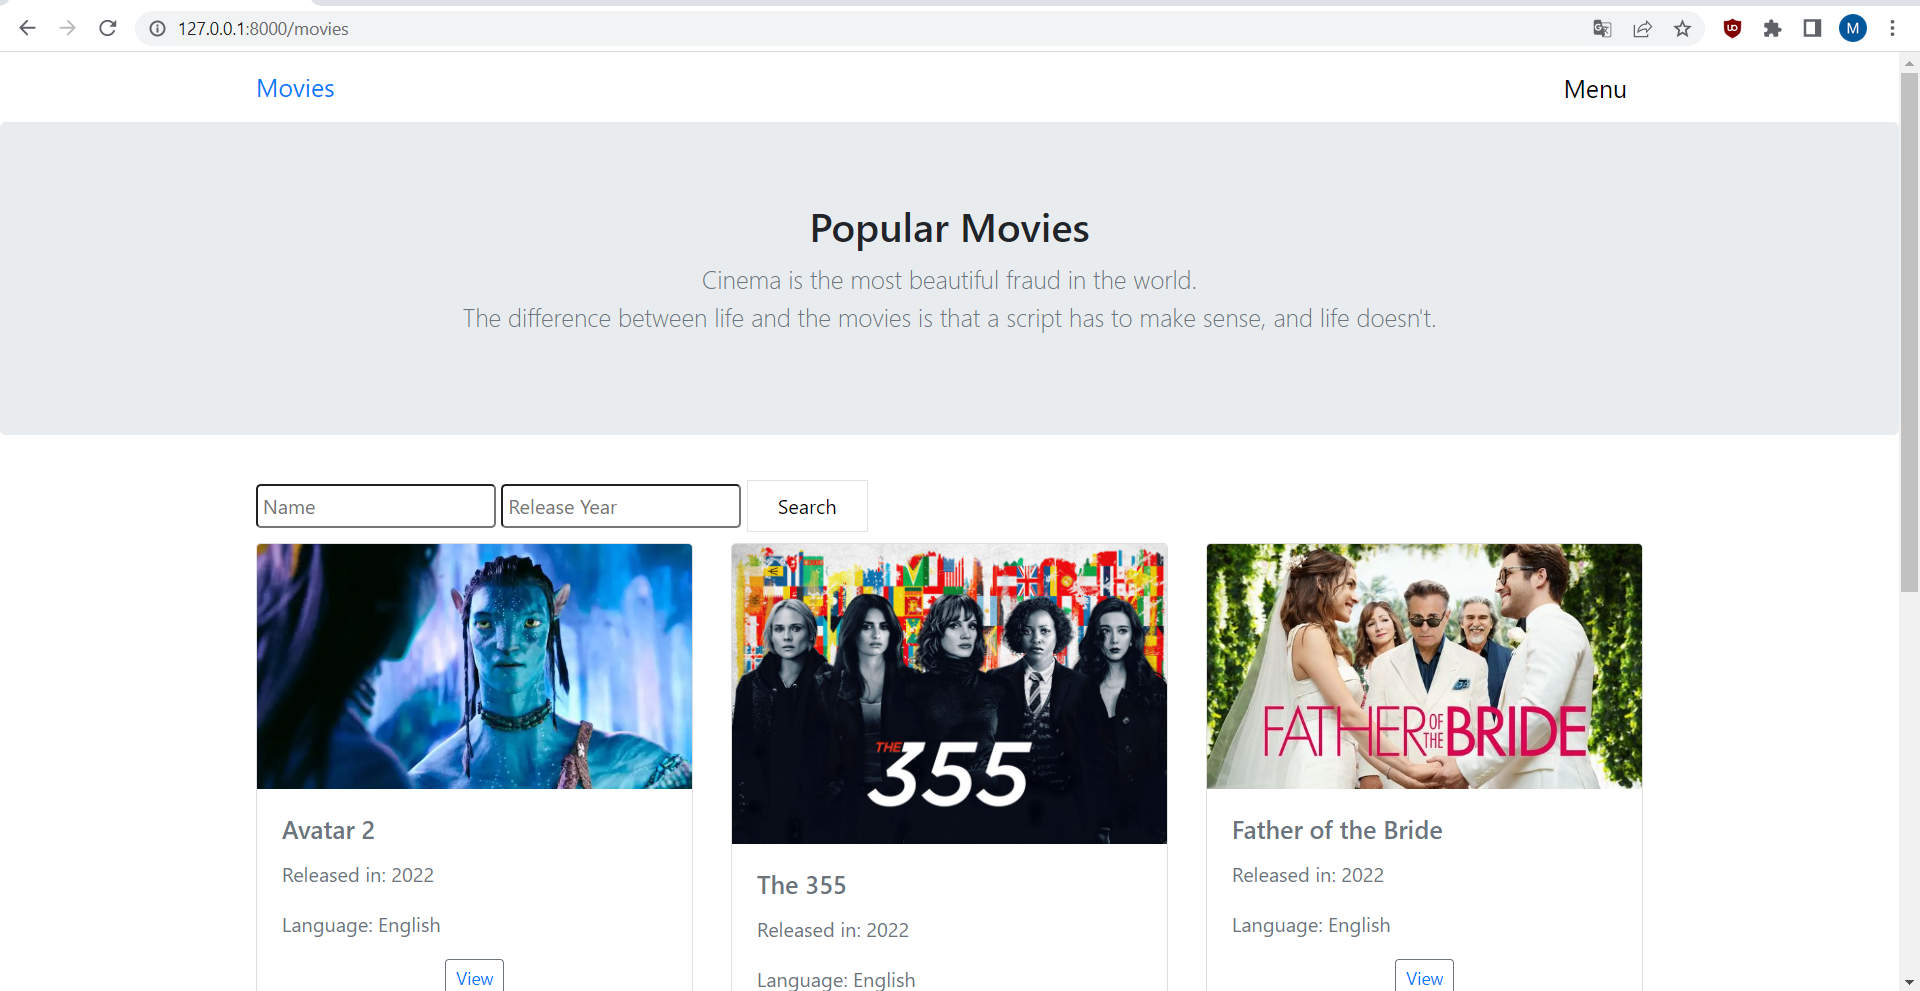 127.0.0.1:8000/movies
M
Movies
Menu
Popular Movies
Cinema is the most beautiful fraud in the world.
The difference between life and the movies is that a script has to make sense, and life doesn't.
Name
Release Year
Search
THE
355
FATHER OF THE BRIDE
Avatar 2
Released in: 2022
Language: English
View
The 355
Released in: 2022
Language: English
Father of the Bride
Released in: 2022
Language: English
View